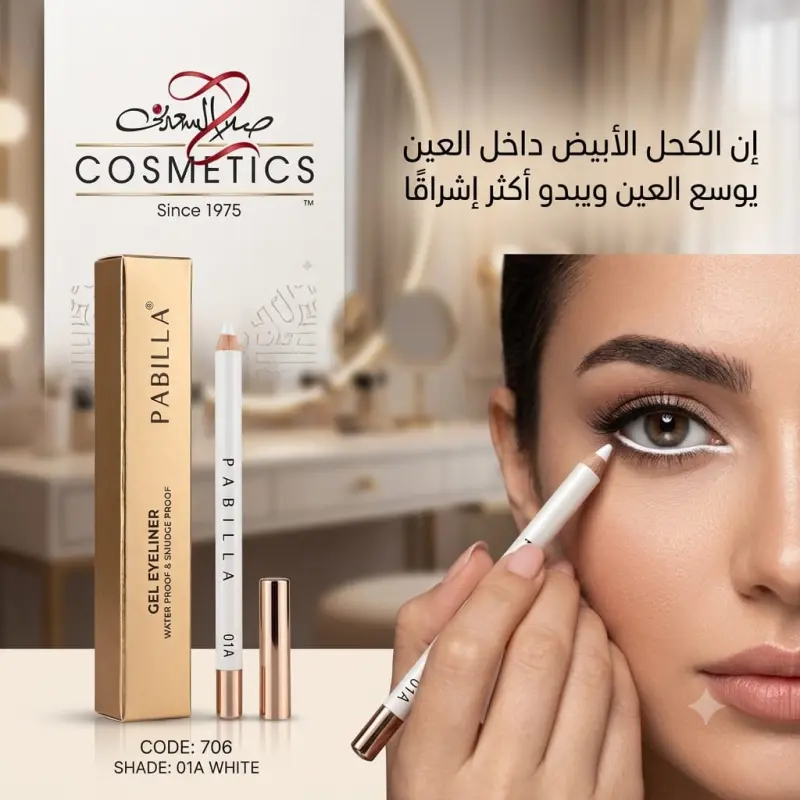 COSMETICS
Since 1975
TM
إن الكحل الأبيض داخل العين
يوسع العين ويبدو أكثر إشراقًا
PABILLA®
GEL EYELINER
WATER PROOF & SMUDGE PROOF
PABILLA 01A
01A
CODE: 706
SHADE: 01A WHITE